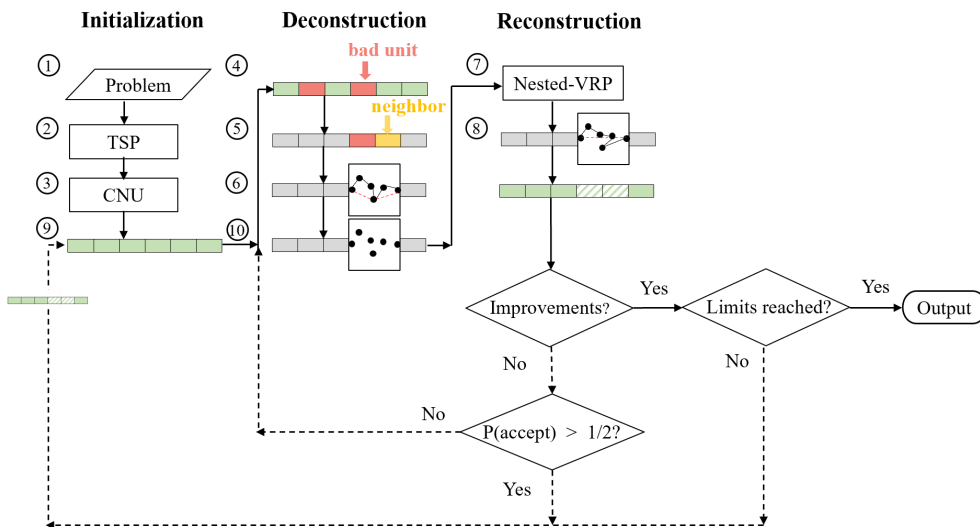 Initialization
Deconstruction
Reconstruction
bad unit
1
4
7
Problem
Nested-VRP
neighbor
2
5
8
TSP
3
6
CNU
9
10
Improvements?
Yes
Limits reached?
Yes
Output
No
No
No
P(accept) > 1/2?
Yes